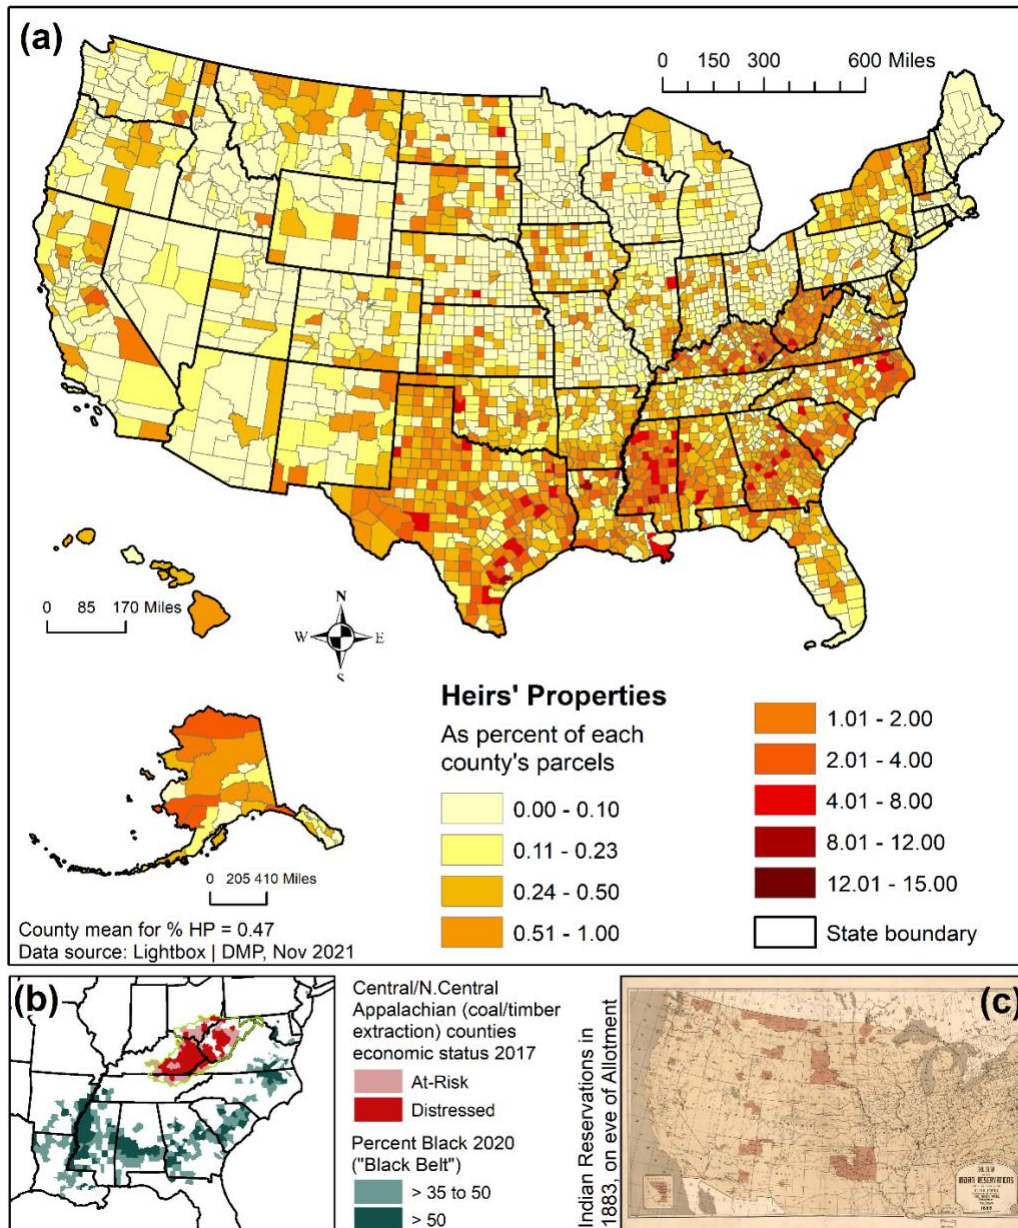 (a)
0 150 300 600 Miles
0 85 170 Miles
N
W E
S
0 205 410 Miles
Heirs' Properties
As percent of each
county's parcels
0.00 - 0.10
0.11 - 0.23
0.24 - 0.50
0.51 - 1.00
1.01 - 2.00
2.01 - 4.00
4.01 - 8.00
8.01 - 12.00
12.01 - 15.00
State boundary
County mean for % HP = 0.47
Data source: Lightbox | DMP, Nov 2021
(b)
Central/N.Central
Appalachian (coal/timber
extraction) counties
economic status 2017
At-Risk
Distressed
Percent Black 2020
("Black Belt")
> 35 to 50
> 50
Indian Reservations in
1883, on eve of Allotment
(c)
INDIAN RESERVATIONS
1883